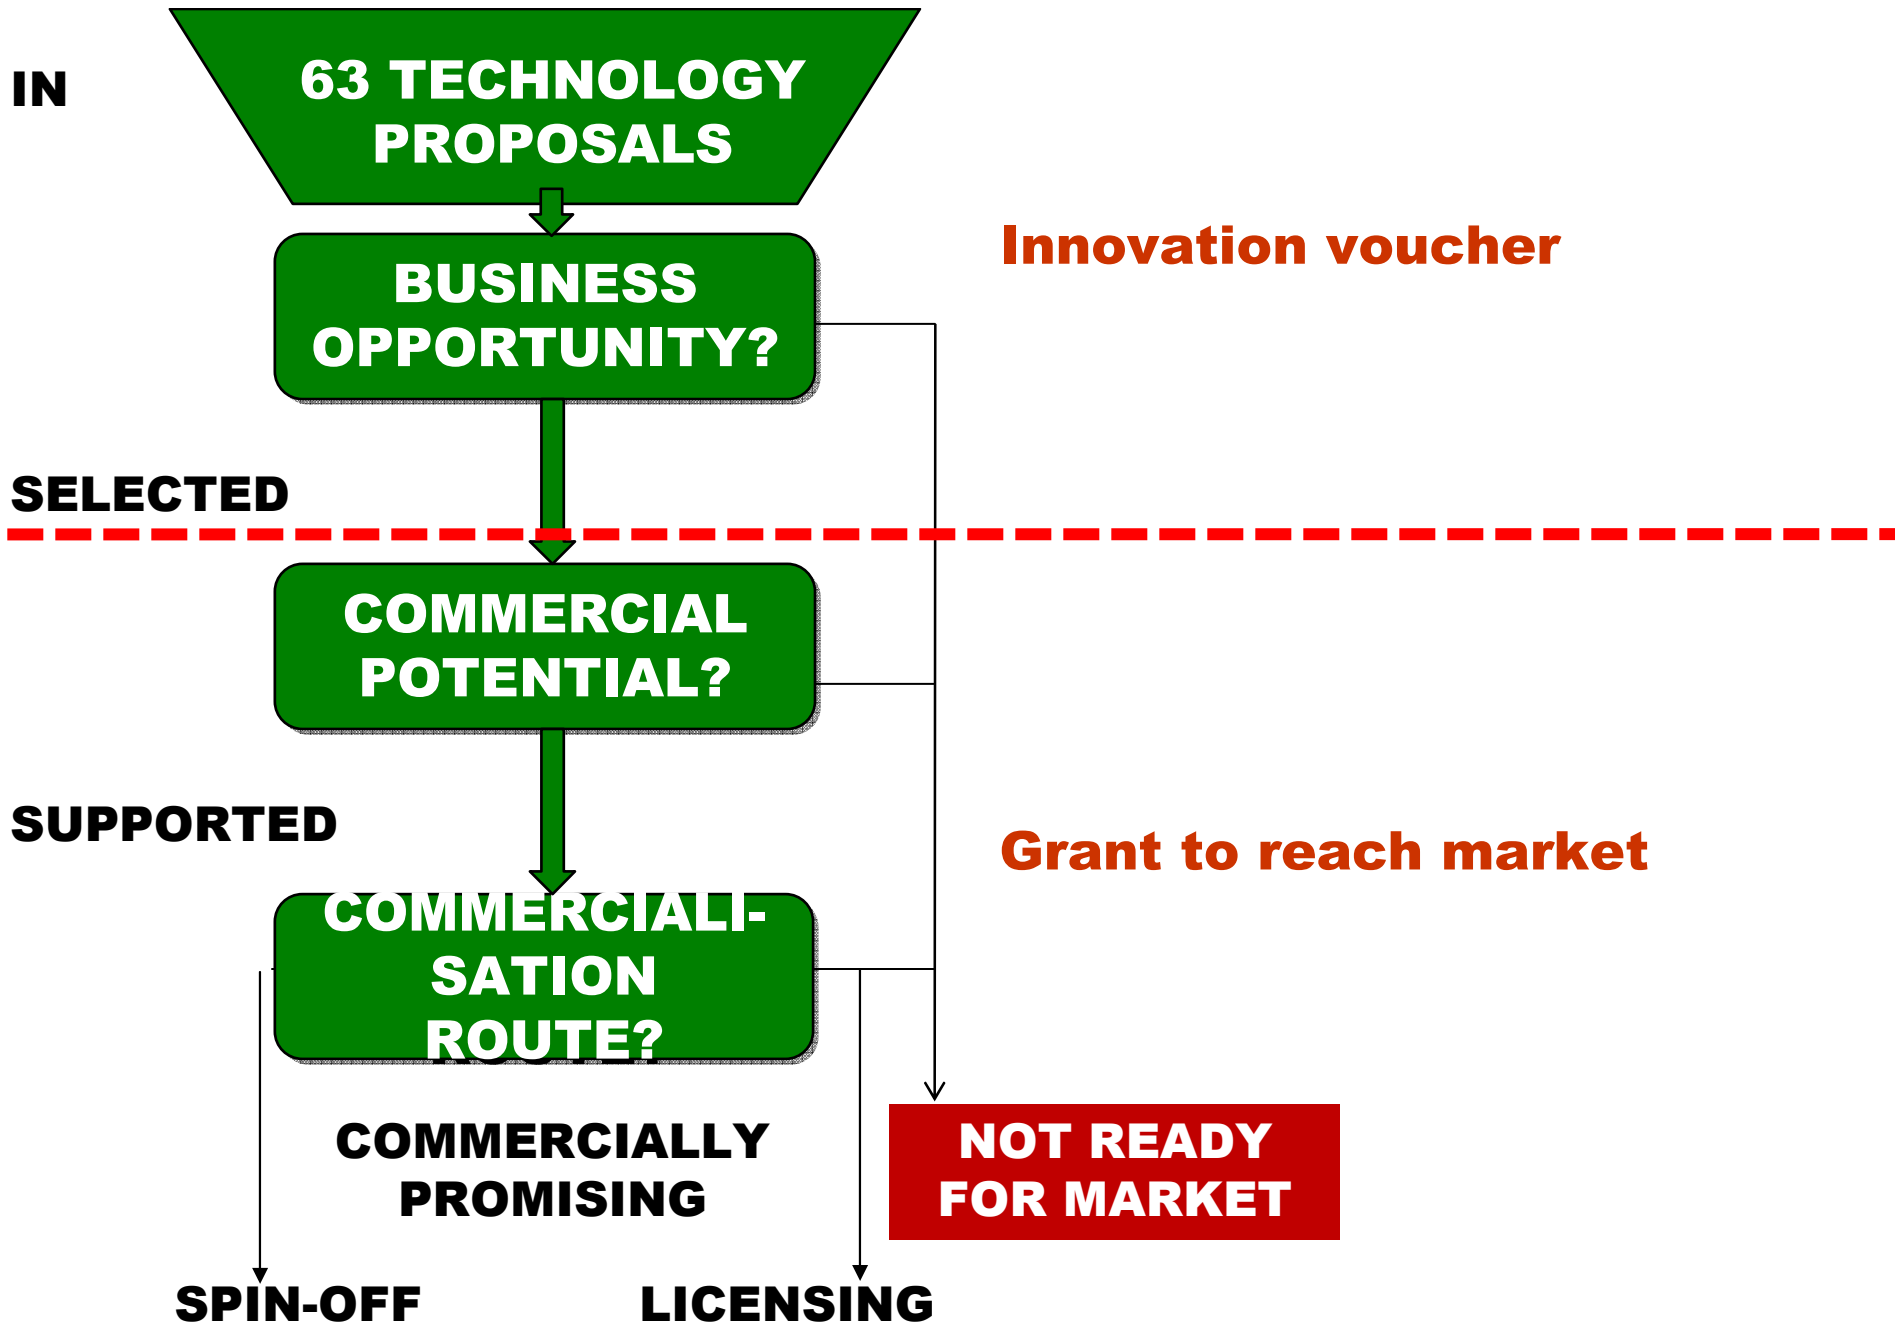 IN
63 TECHNOLOGY
PROPOSALS
Innovation voucher
BUSINESS
OPPORTUNITY?
SELECTED
COMMERCIAL
POTENTIAL?
SUPPORTED
Grant to reach market
COMMERCIALI-
SATION
ROUTE?
COMMERCIALLY
PROMISING
NOT READY
FOR MARKET
SPIN-OFF
LICENSING